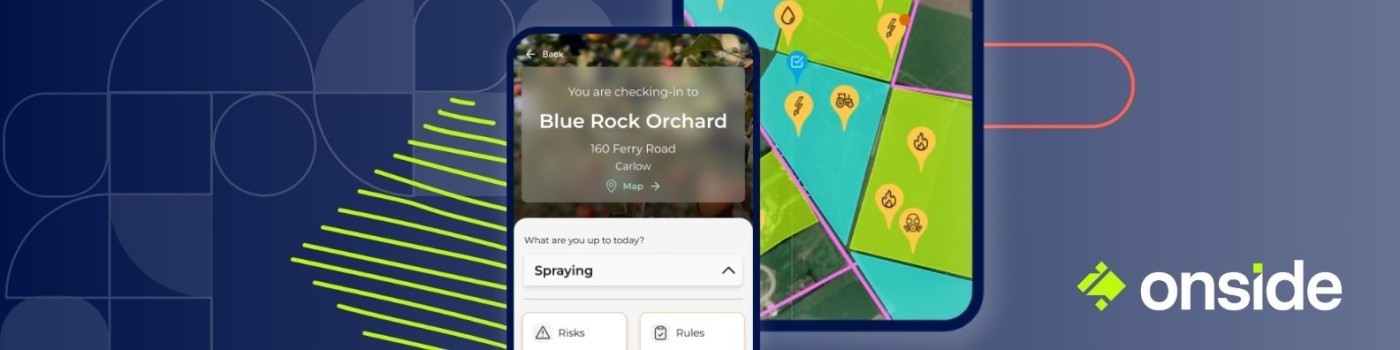 Back
You are checking-in to
Blue Rock Orchard
160 Ferry Road
Carlow
Map
What are you up to today?
Spraying
Risks
Rules
onside